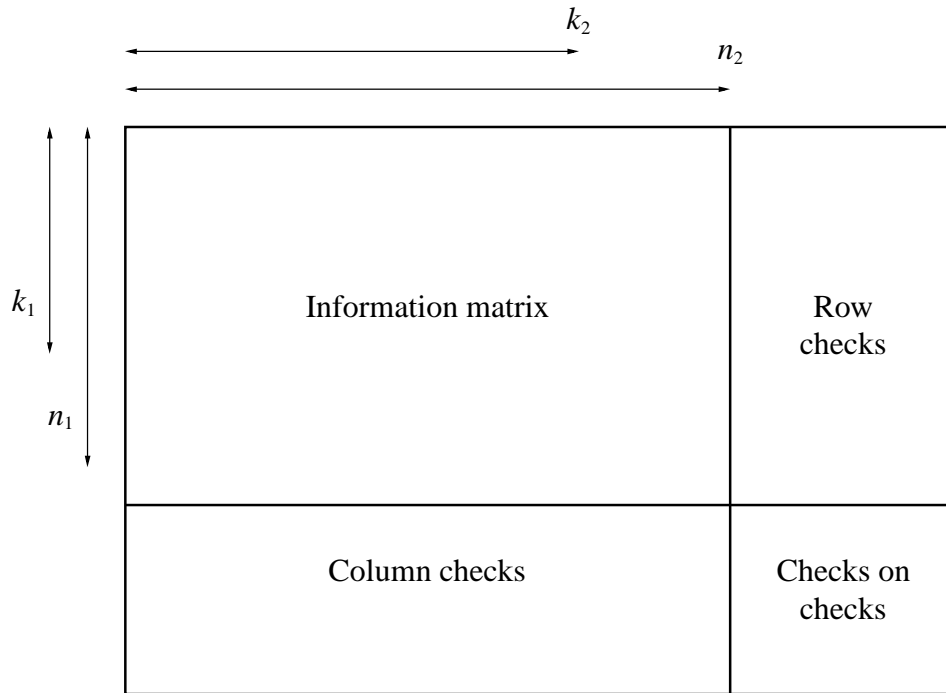 k₂
n₂
k₁
n₁
Information matrix
Row
checks
Column checks
Checks on
checks